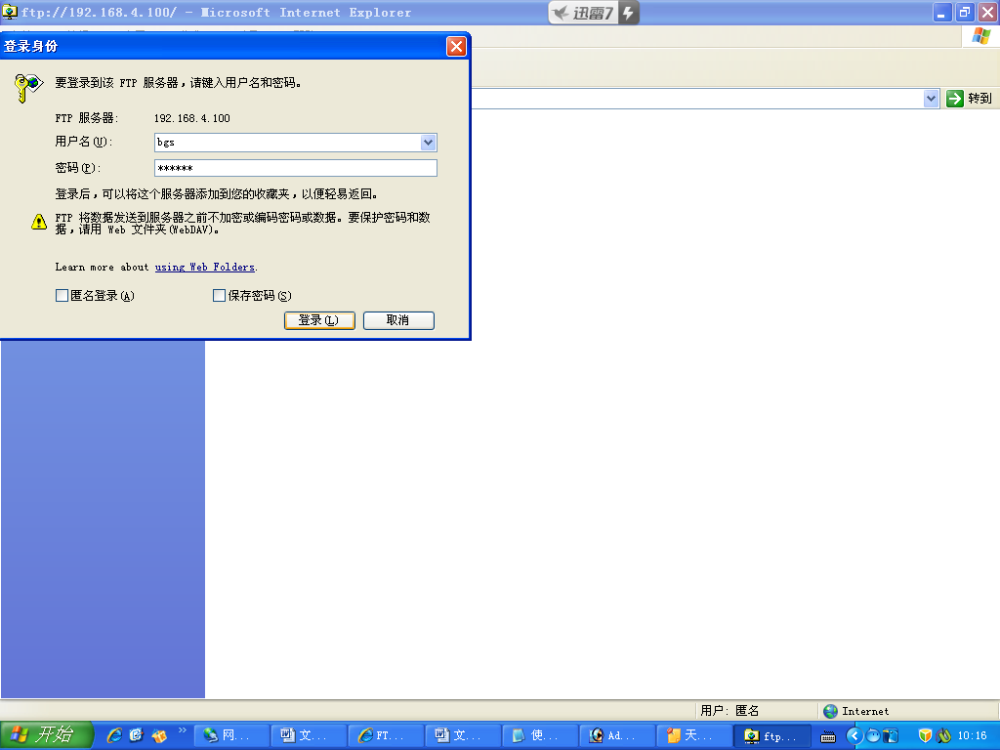 ftp://192.168.4.100/ - Microsoft Internet Explorer
迅雷7
登录身份
要登录到该 FTP 服务器，请键入用户名和密码。
转到
FTP 服务器:
192.168.4.100
用户名(U):
bgs
密码(P):
******
登录后，可以将这个服务器添加到您的收藏夹，以便轻易返回。
FTP 将数据发送到服务器之前不加密或编码密码或数据。要保护密码和数
据，请用 Web 文件夹(WebDAV)。
Learn more about using Web Folders.
匿名登录(A)
保存密码(S)
登录(L)
取消
用户: 匿名
Internet
开始
网...
文...
FT...
文...
使...
Ad...
天...
ftp...
10:16